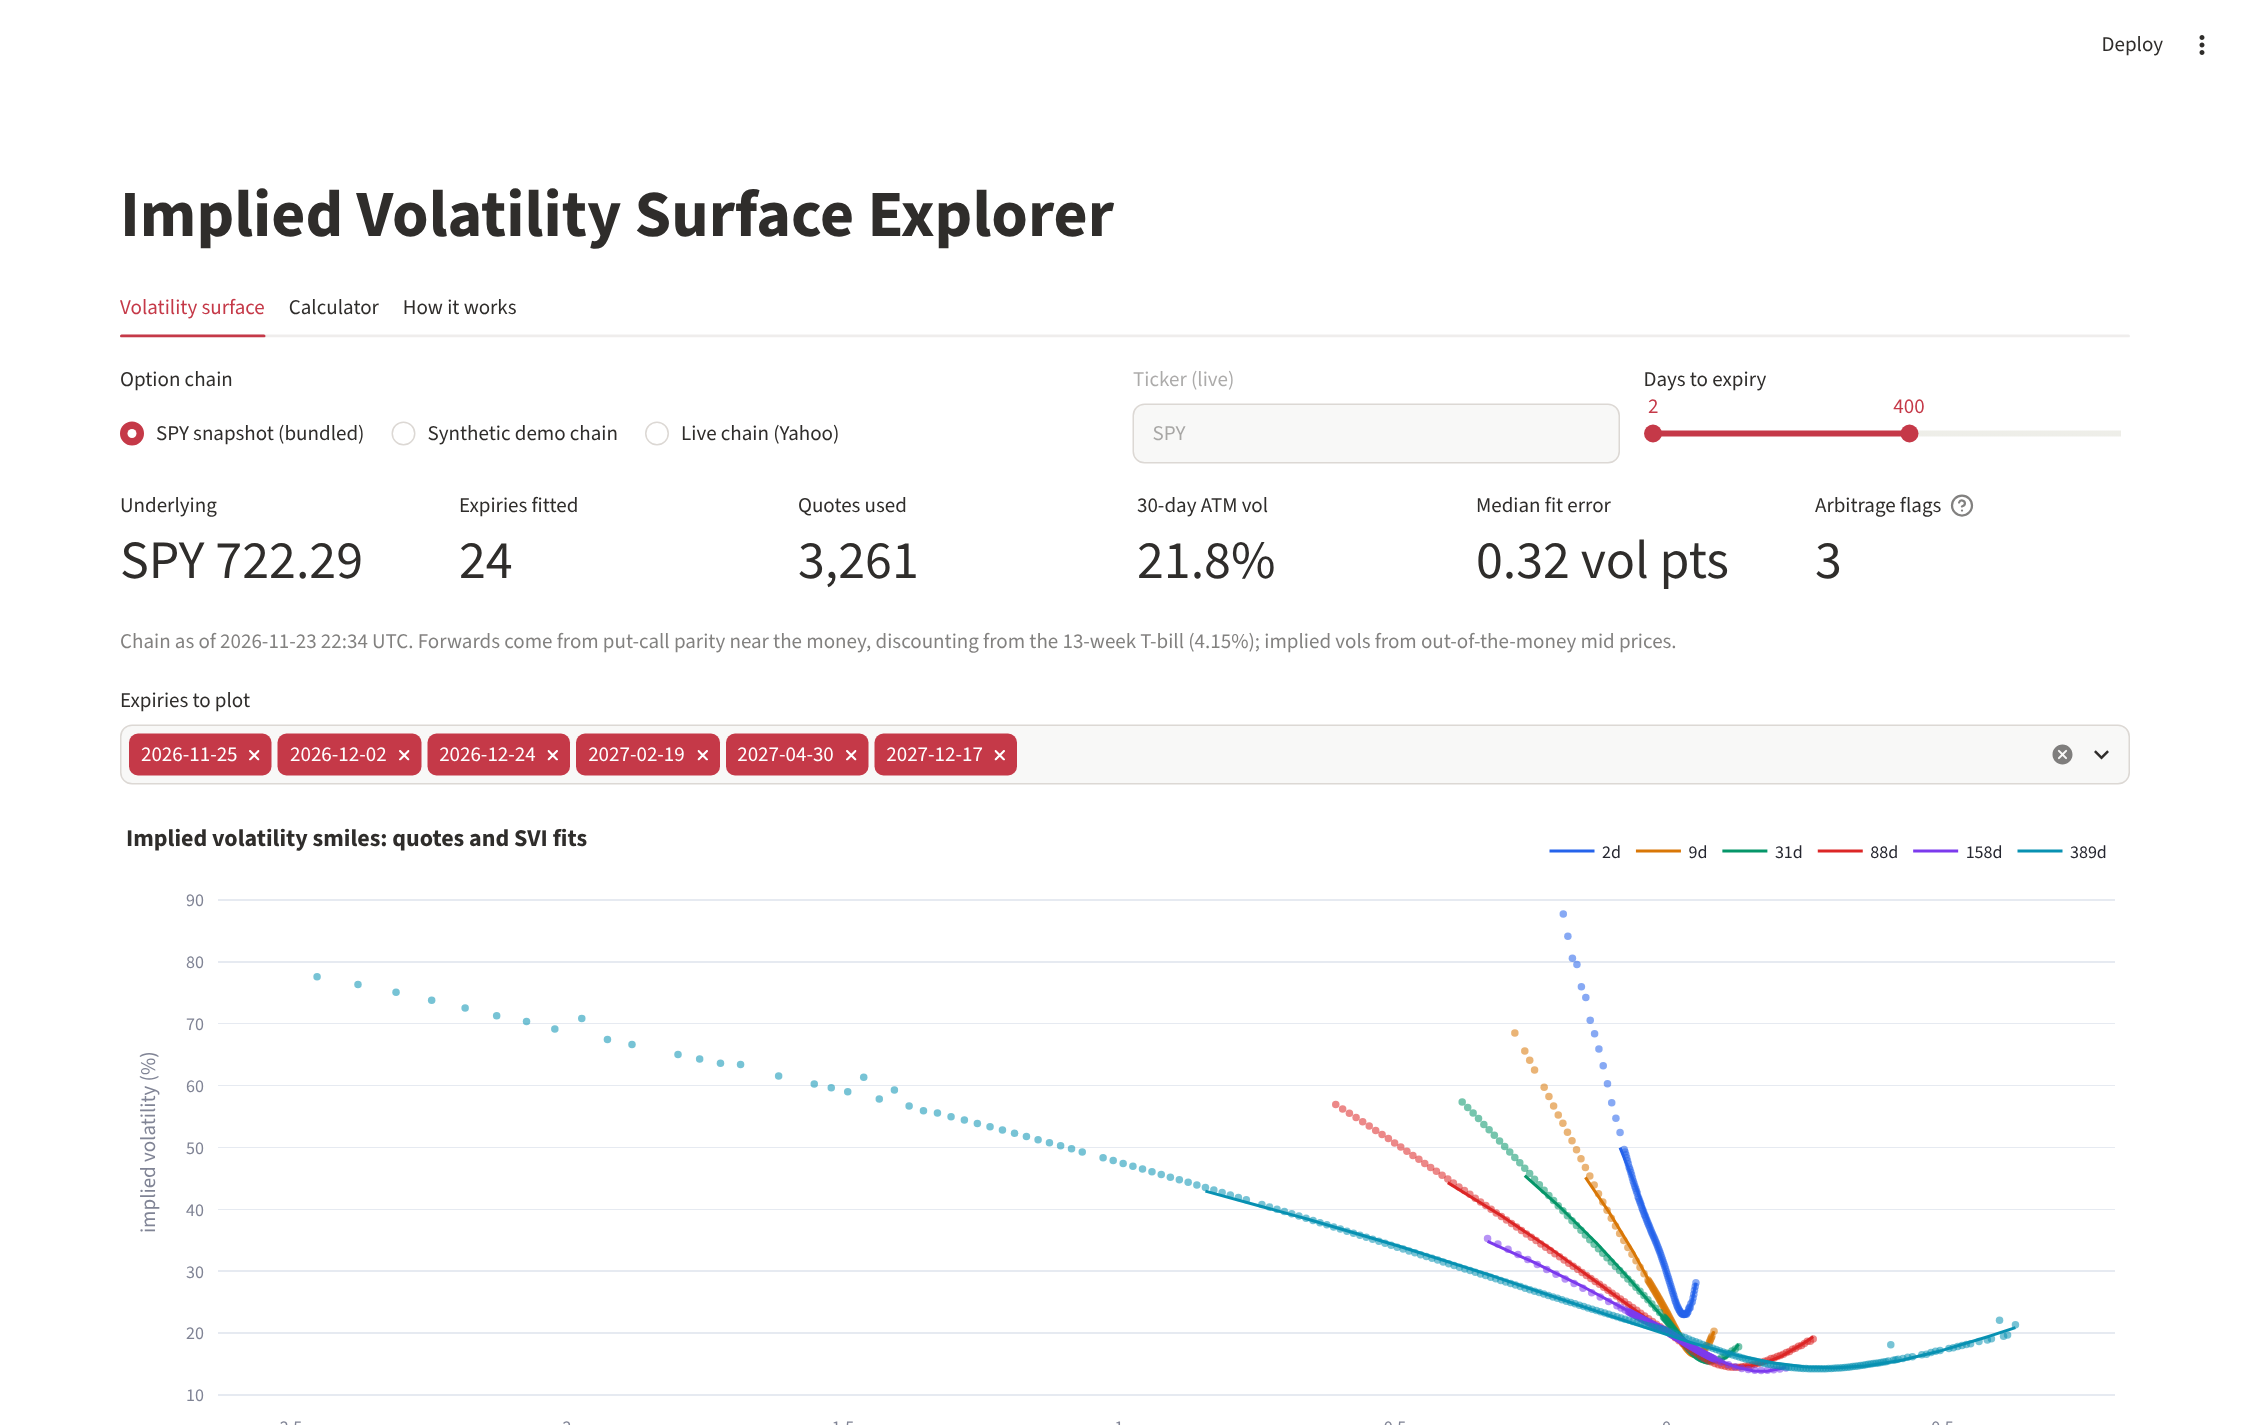 Deploy
Implied Volatility Surface Explorer
Volatility surface Calculator How it works
Option chain
SPY snapshot (bundled) Synthetic demo chain Live chain (Yahoo)
Ticker (live)
SPY
Days to expiry
2 400
Underlying
SPY 722.29
Expiries fitted
24
Quotes used
3,261
30-day ATM vol
21.8%
Median fit error
0.32 vol pts
Arbitrage flags ?
3
Chain as of 2026-11-23 22:34 UTC. Forwards come from put-call parity near the money, discounting from the 13-week T-bill (4.15%); implied vols from out-of-the-money mid prices.
Expiries to plot
2026-11-25 2026-12-02 2026-12-24 2027-02-19 2027-04-30 2027-12-17
Implied volatility smiles: quotes and SVI fits
2d 9d 31d 88d 158d 389d
implied volatility (%)
90
80
70
60
50
40
30
20
10